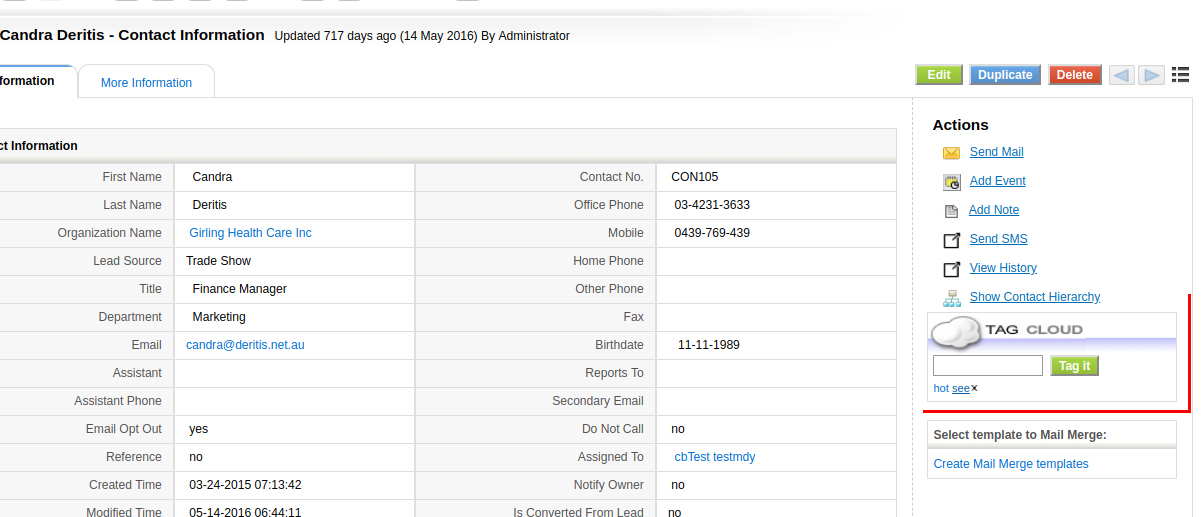 Candra Deritis - Contact Information Updated 717 days ago (14 May 2016) By Administrator
formation More Information
Edit Duplicate Delete
ct Information
First Name Candra Contact No. CON105
Last Name Deritis Office Phone 03-4231-3633
Organization Name Girling Health Care Inc Mobile 0439-769-439
Lead Source Trade Show Home Phone
Title Finance Manager Other Phone
Department Marketing Fax
Email candra@deritis.net.au Birthdate 11-11-1989
Assistant Reports To
Assistant Phone Secondary Email
Email Opt Out yes Do Not Call no
Reference no Assigned To cbTest testmdy
Created Time 03-24-2015 07:13:42 Notify Owner no
Modified Time 05-14-2016 06:44:11 Is Converted From Lead no
Actions
Send Mail
Add Event
Add Note
Send SMS
View History
Show Contact Hierarchy
TAG CLOUD
Tag it
hot see x
Select template to Mail Merge:
Create Mail Merge templates